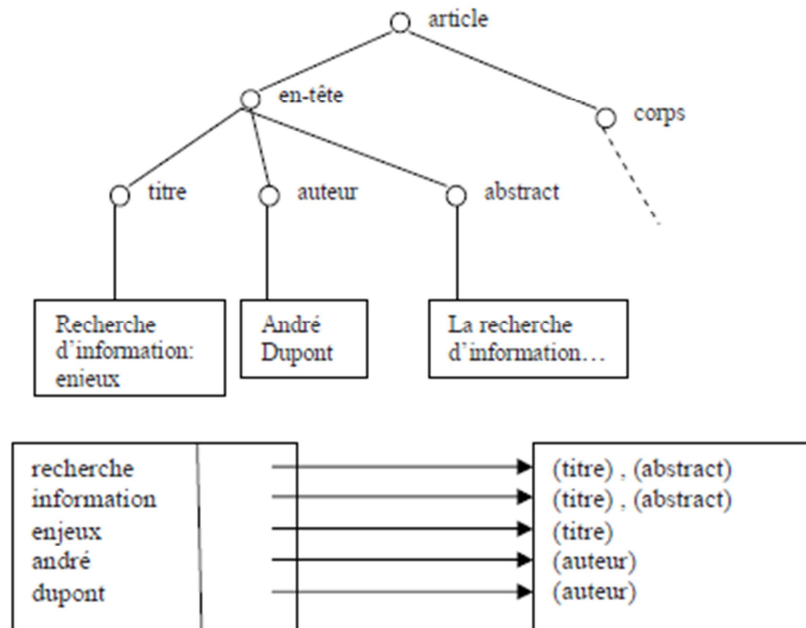 article
en-tête
corps
titre
auteur
abstract
Recherche
d'information:
enieux
André
Dupont
La recherche
d'information…
recherche
information
enjeux
andré
dupont
(titre) , (abstract)
(titre) , (abstract)
(titre)
(auteur)
(auteur)